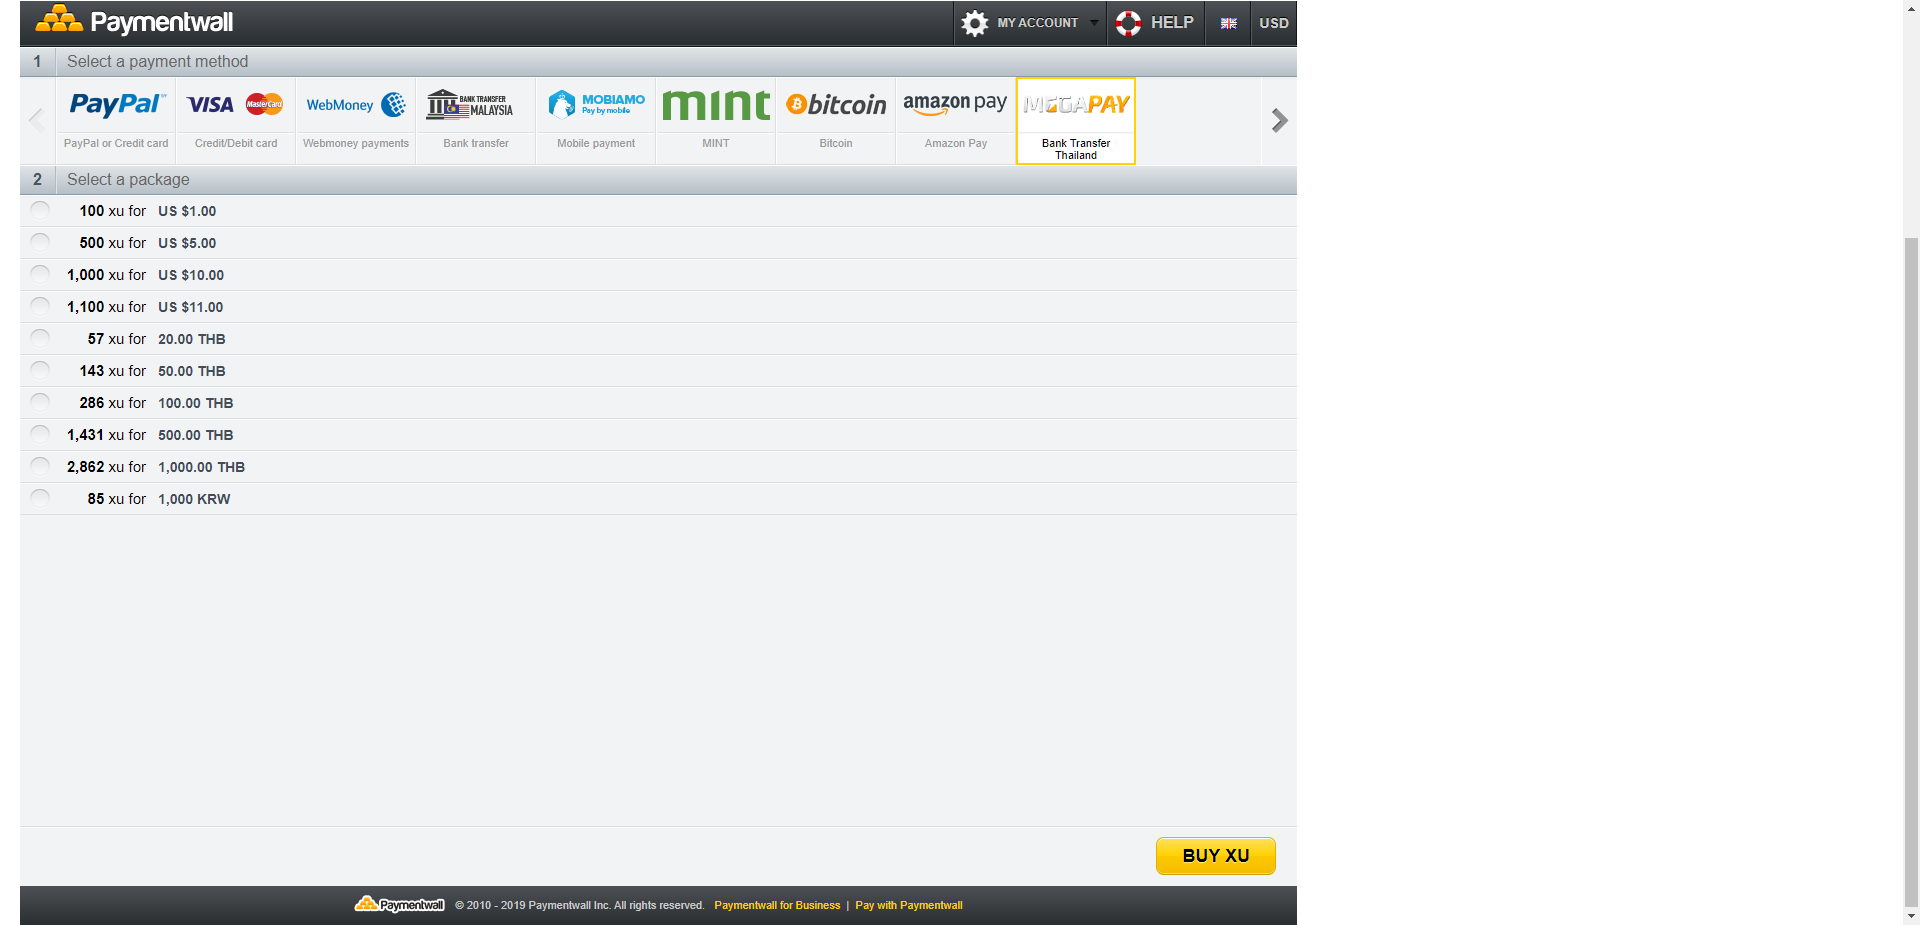 Paymentwall
MY ACCOUNT
HELP
USD
1 Select a payment method
PayPal
VISA MasterCard
WebMoney
BANK TRANSFER MALAYSIA
MOBIAMO
Pay by mobile
mint
bitcoin
amazon pay
MEGAPAY
PayPal or Credit card
Credit/Debit card
Webmoney payments
Bank transfer
Mobile payment
MINT
Bitcoin
Amazon Pay
Bank Transfer
Thailand
2 Select a package
100 xu for US $1.00
500 xu for US $5.00
1,000 xu for US $10.00
1,100 xu for US $11.00
57 xu for 20.00 THB
143 xu for 50.00 THB
286 xu for 100.00 THB
1,431 xu for 500.00 THB
2,862 xu for 1,000.00 THB
85 xu for 1,000 KRW
BUY XU
Paymentwall © 2010 - 2019 Paymentwall Inc. All rights reserved. Paymentwall for Business | Pay with Paymentwall